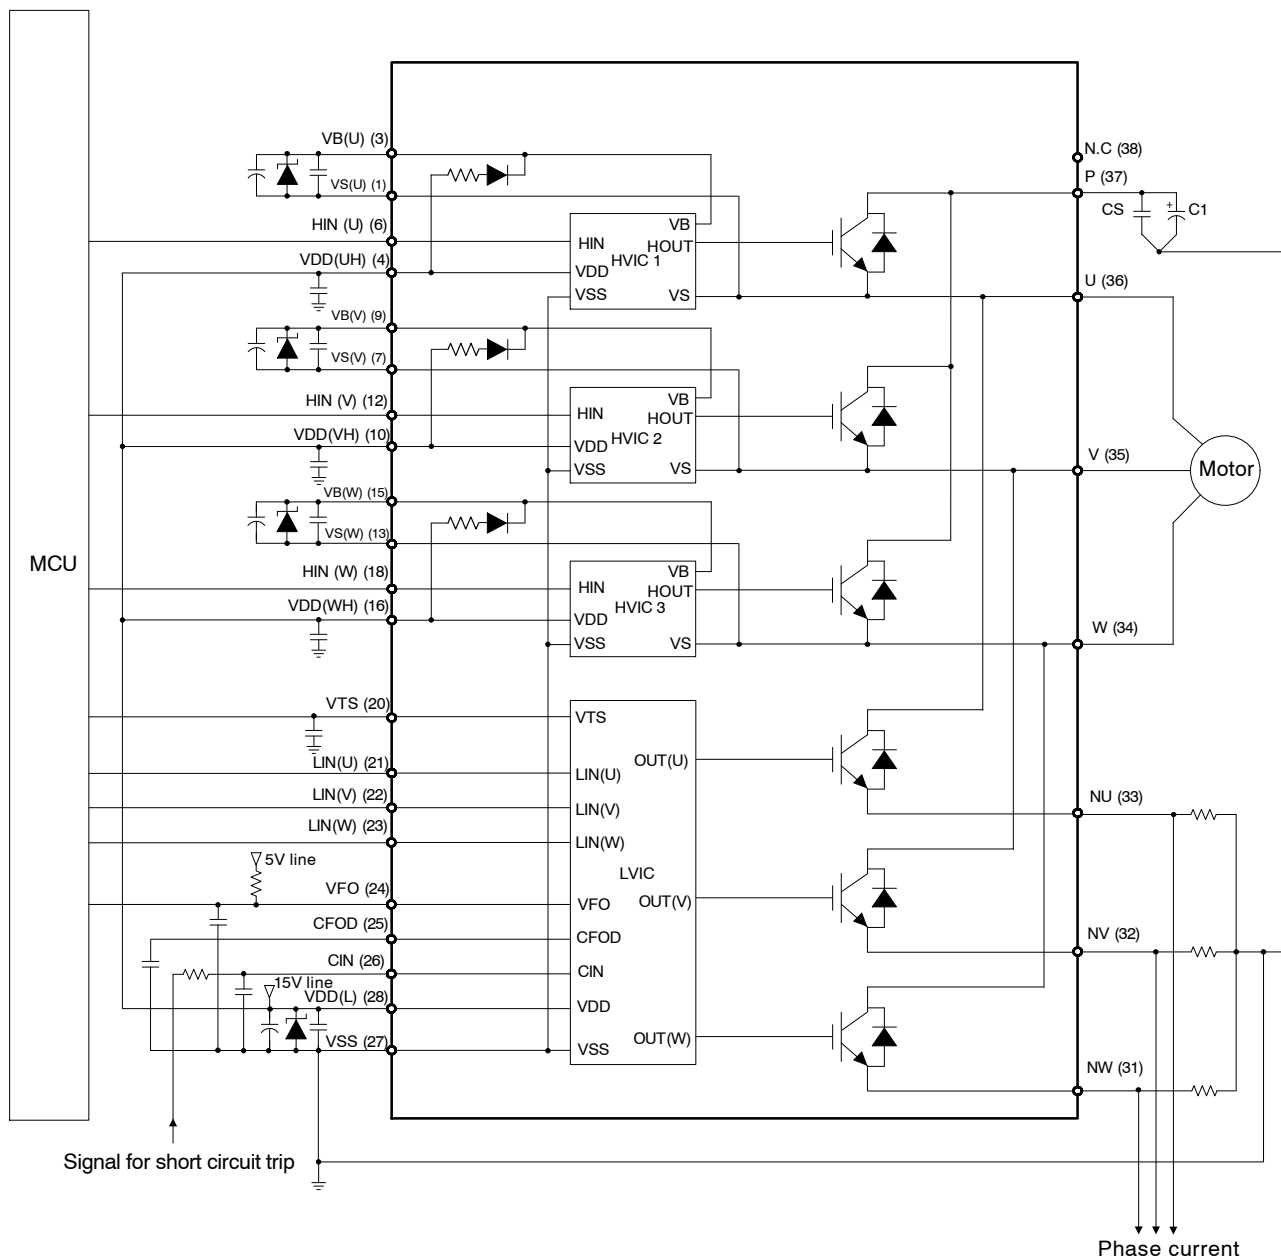 MCU
VB(U) (3)
VS(U) (1)
HIN (U) (6)
VDD(UH) (4)
VB(V) (9)
VS(V) (7)
HIN (V) (12)
VDD(VH) (10)
VB(W) (15)
VS(W) (13)
HIN (W) (18)
VDD(WH) (16)
VTS (20)
LIN(U) (21)
LIN(V) (22)
LIN(W) (23)
5V line
VFO (24)
CFOD (25)
CIN (26)
15V line
VDD(L) (28)
VSS (27)
Signal for short circuit trip
VB
HIN
HOUT
HVIC 1
VDD
VSS
VS
VB
HIN
HOUT
HVIC 2
VDD
VSS
VS
VB
HIN
HOUT
HVIC 3
VDD
VSS
VS
VTS
OUT(U)
LIN(U)
LIN(V)
LIN(W)
LVIC
VFO
OUT(V)
CFOD
CIN
VDD
OUT(W)
VSS
N.C (38)
P (37)
CS
+
C1
U (36)
V (35)
Motor
W (34)
NU (33)
NV (32)
NW (31)
Phase current